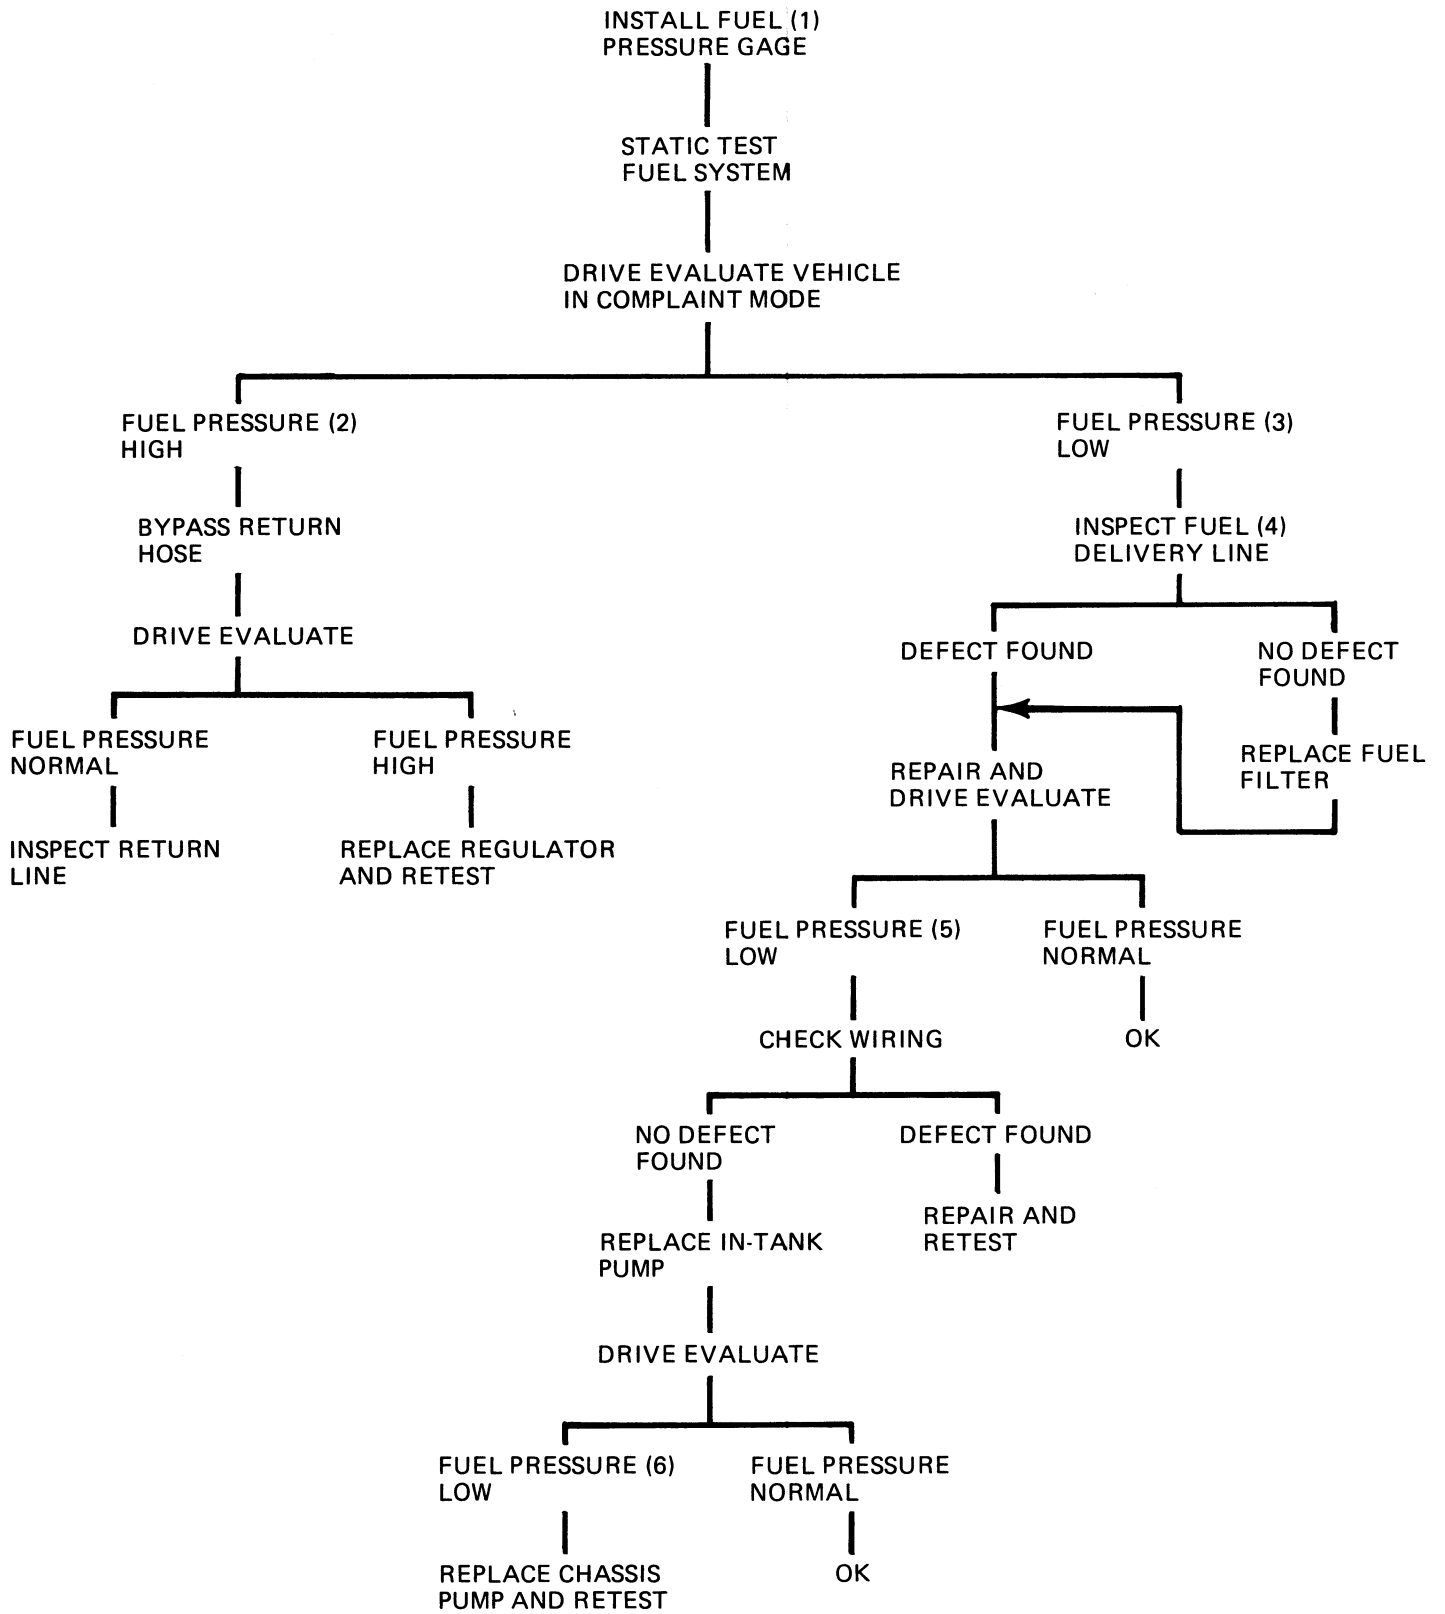 INSTALL FUEL (1)
PRESSURE GAGE
STATIC TEST
FUEL SYSTEM
DRIVE EVALUATE VEHICLE
IN COMPLAINT MODE
FUEL PRESSURE (2)
HIGH
BYPASS RETURN
HOSE
DRIVE EVALUATE
FUEL PRESSURE
NORMAL
INSPECT RETURN
LINE
FUEL PRESSURE
HIGH
REPLACE REGULATOR
AND RETEST
FUEL PRESSURE (3)
LOW
INSPECT FUEL (4)
DELIVERY LINE
DEFECT FOUND
NO DEFECT
FOUND
REPLACE FUEL
FILTER
REPAIR AND
DRIVE EVALUATE
FUEL PRESSURE (5)
LOW
FUEL PRESSURE
NORMAL
OK
CHECK WIRING
NO DEFECT
FOUND
DEFECT FOUND
REPAIR AND
RETEST
REPLACE IN-TANK
PUMP
DRIVE EVALUATE
FUEL PRESSURE (6)
LOW
REPLACE CHASSIS
PUMP AND RETEST
FUEL PRESSURE
NORMAL
OK